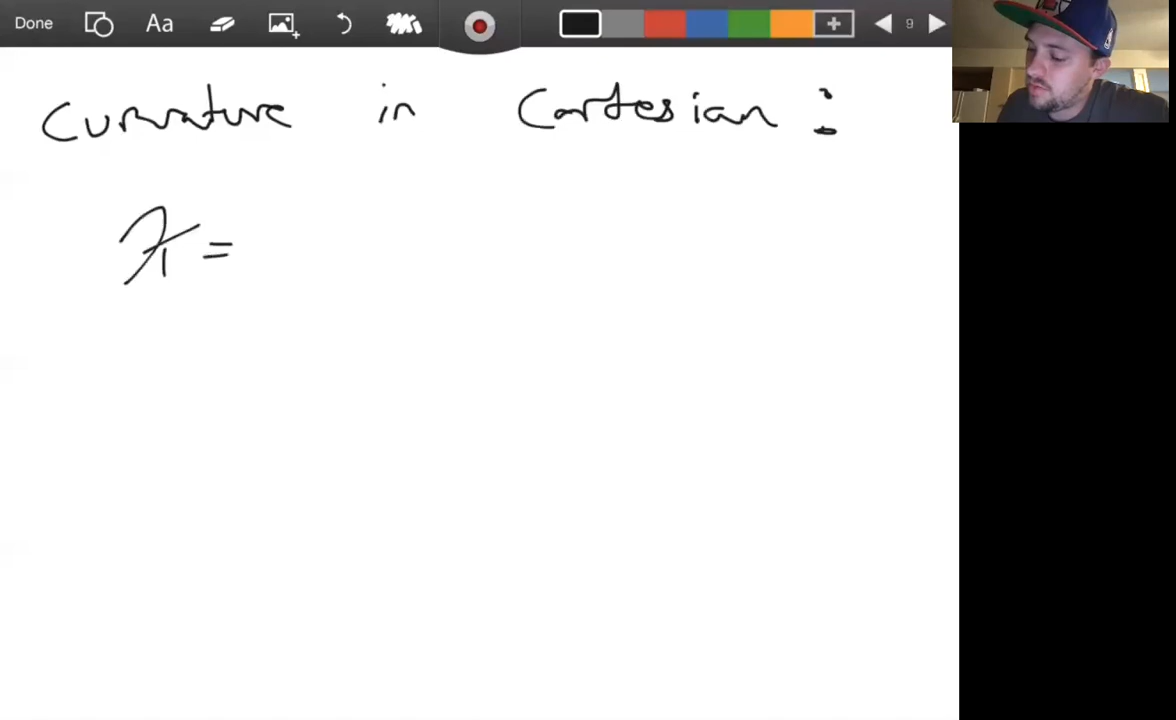 Done Aa 9
Curvature in Cartesian :
=